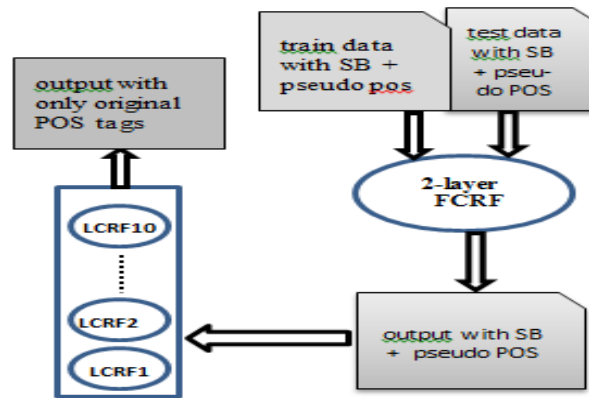 train data
with SB +
pseudo pos
test data
with SB
+ pseu-
do POS
output with
only original
POS tags
2-layer
FCRF
LCRF10
LCRF2
LCRF1
output with SB
+ pseudo POS